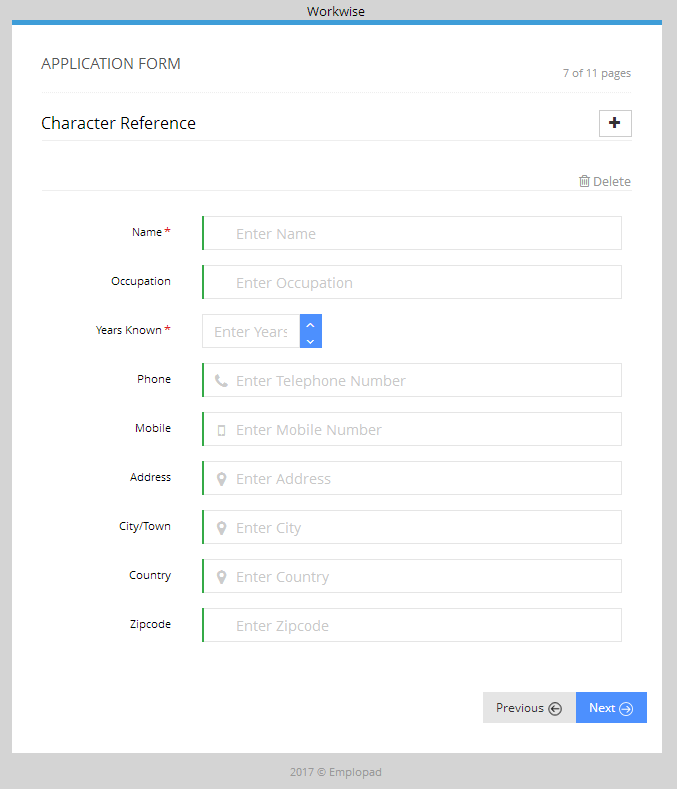 Workwise
APPLICATION FORM
7 of 11 pages
Character Reference
Delete
Name * Enter Name
Occupation Enter Occupation
Years Known * Enter Years
Phone Enter Telephone Number
Mobile Enter Mobile Number
Address Enter Address
City/Town Enter City
Country Enter Country
Zipcode Enter Zipcode
Previous Next
2017 © Emplopad